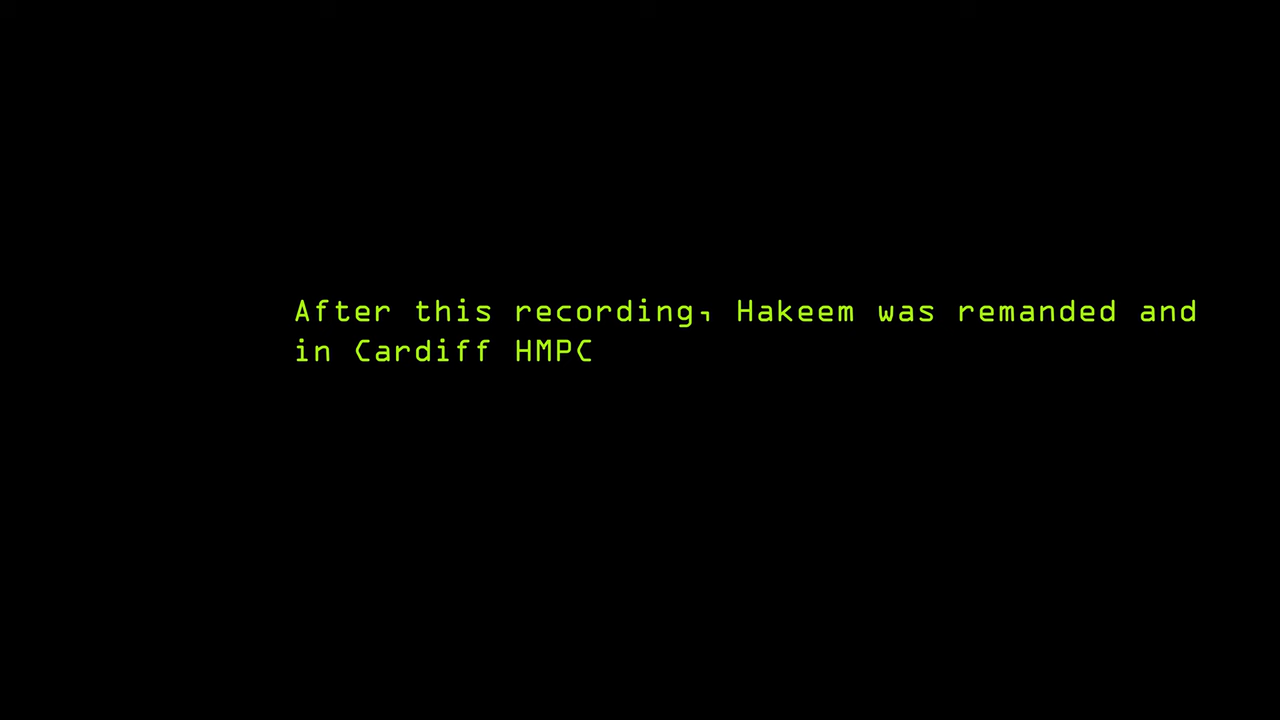 After this recording, Hakeem was remanded and
in Cardiff HMPC